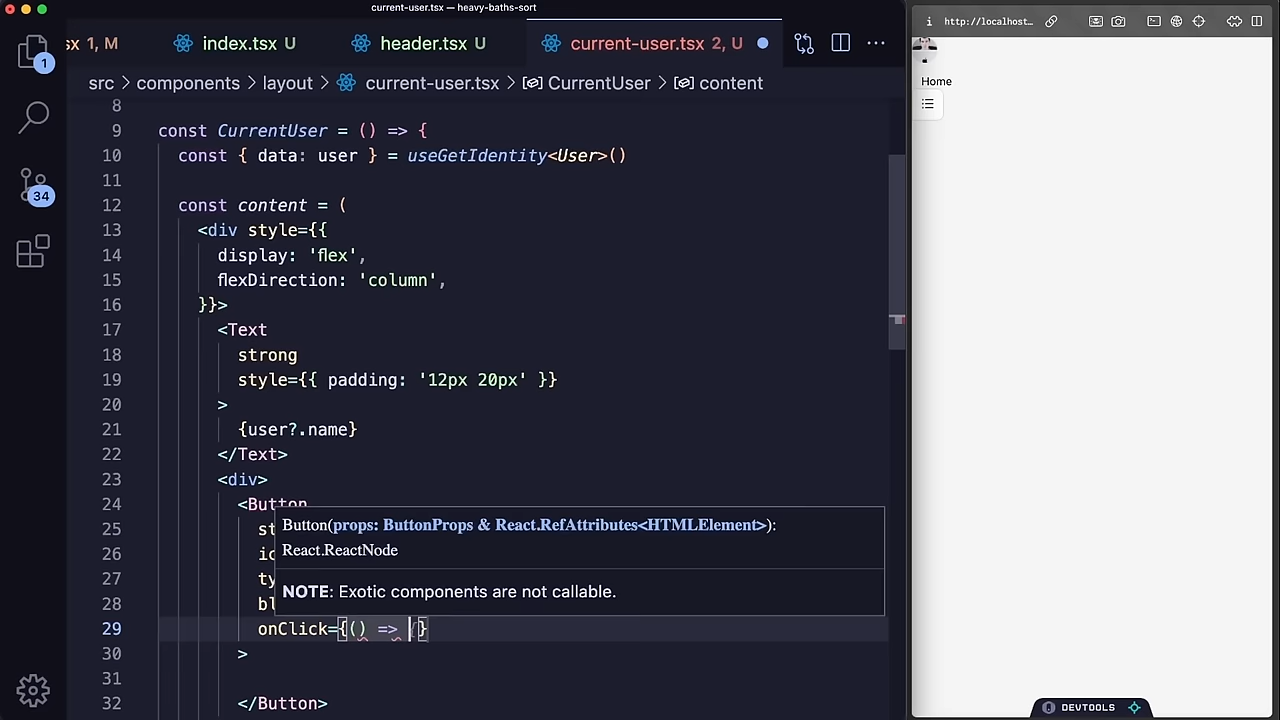 current-user.tsx — heavy-baths-sort
sx 1, M
index.tsx U
header.tsx U
current-user.tsx 2, U
src > components > layout > current-user.tsx > CurrentUser > content
1
34
8
9 const CurrentUser = () => {
10 const { data: user } = useGetIdentity<User>()
11
12 const content = (
13 <div style={{
14 display: 'flex',
15 flexDirection: 'column',
16 }}>
17 <Text
18 strong
19 style={{ padding: '12px 20px' }}
20 >
21 {user?.name}
22 </Text>
23 <div>
24 <Button
25 st
26 ic
27 ty
28 bl
Button(props: ButtonProps & React.RefAttributes<HTMLElement>):
React.ReactNode
NOTE: Exotic components are not callable.
29 onClick={() => }
30 >
31
32 </Button>
http://localhost...
Home
DEVTOOLS